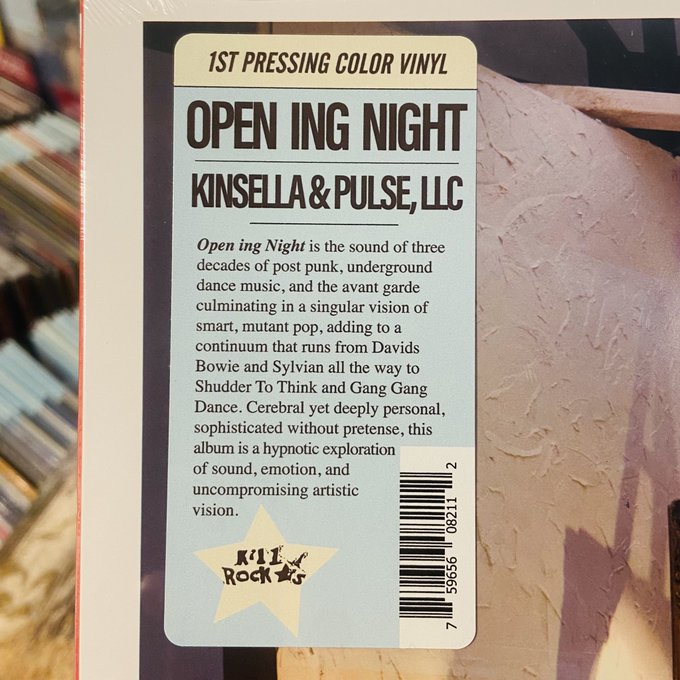 1ST PRESSING COLOR VINYL
OPEN ING NIGHT
KINSELLA & PULSE, LLC
Open ing Night is the sound of three
decades of post punk, underground
dance music, and the avant garde
culminating in a singular vision of
smart, mutant pop, adding to a
continuum that runs from Davids
Bowie and Sylvian all the way to
Shudder To Think and Gang Gang
Dance. Cerebral yet deeply personal,
sophisticated without pretense, this
album is a hypnotic exploration
of sound, emotion, and
uncompromising artistic
vision.
Kill
ROCK ★'S
7 59656 08211 2